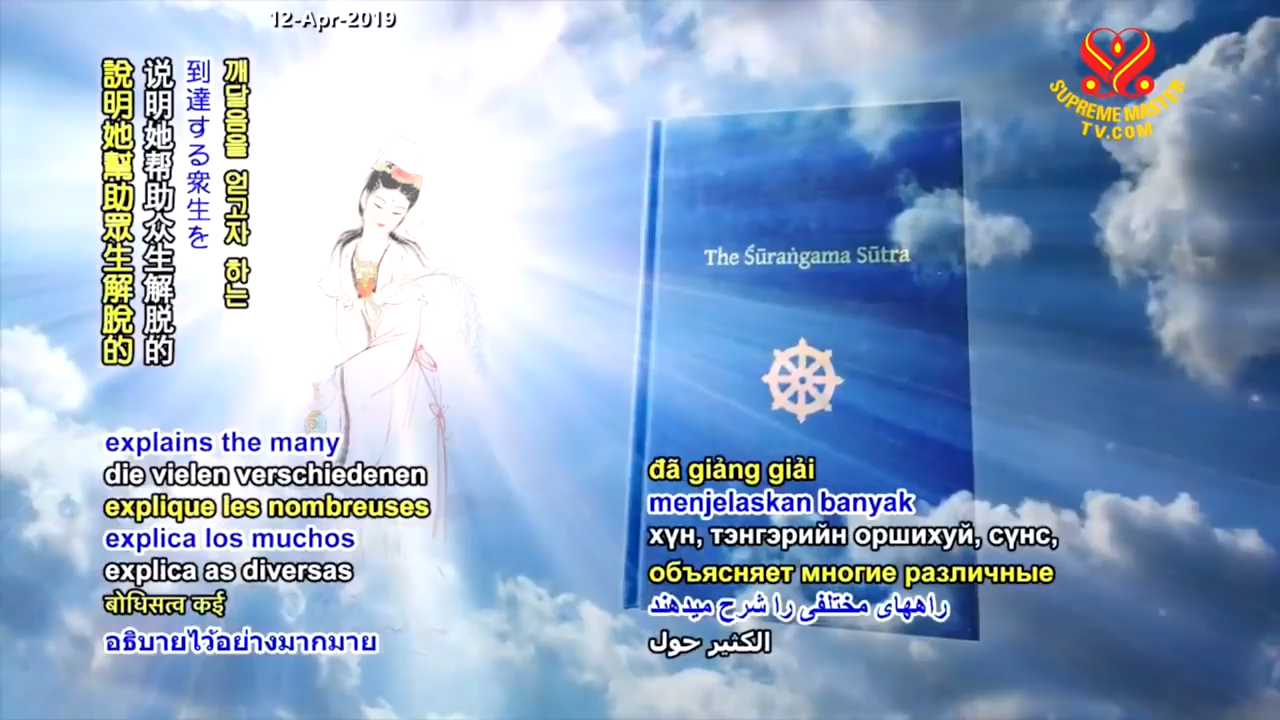 12-Apr-2019
SUPREME MASTER
TV.COM
깨달음을 얻고자 하는
到達する衆生を
说明她帮助众生解脱的
說明她幫助眾生解脫的
The Śūraṅgama Sūtra
explains the many
die vielen verschiedenen
explique les nombreuses
explica los muchos
explica as diversas
बोधिसत्व कई
อธิบายไว้อย่างมากมาย
đã giảng giải
menjelaskan banyak
хүн, тэнгэрийн оршихуй, сүнс,
объясняет многие различные
راههای مختلفی را شرح میدهند
الكثير حول